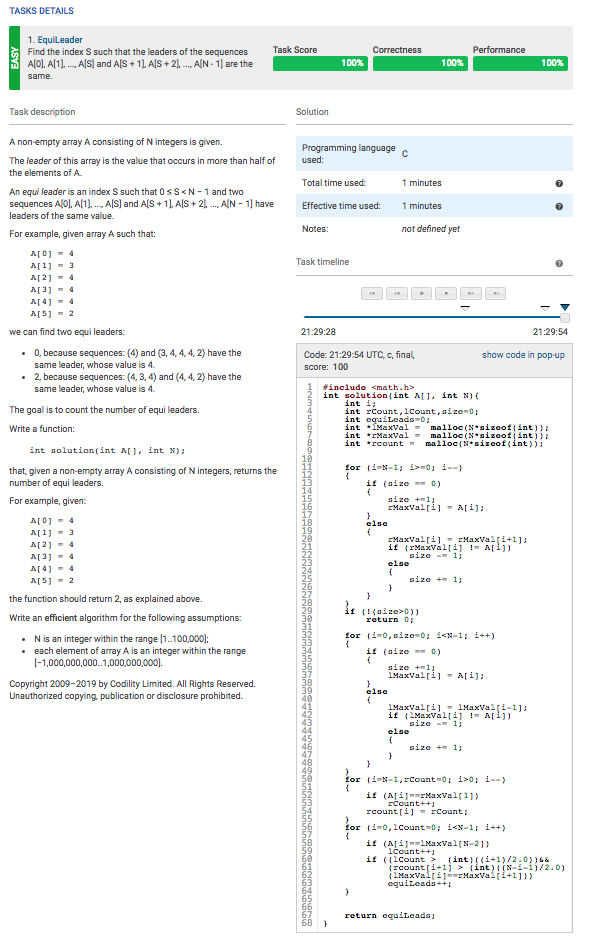 TASKS DETAILS
EASY
1. EquiLeader
Find the index S such that the leaders of the sequences
A[0], A[1], ..., A[S] and A[S + 1], A[S + 2], ..., A[N - 1] are the
same.
Task Score
100%
Correctness
100%
Performance
100%
Task description
A non-empty array A consisting of N integers is given.
The leader of this array is the value that occurs in more than half of
the elements of A.
An equi leader is an index S such that 0 ≤ S < N − 1 and two
sequences A[0], A[1], ..., A[S] and A[S + 1], A[S + 2], ..., A[N − 1] have
leaders of the same value.
For example, given array A such that:
A[0] = 4
A[1] = 3
A[2] = 4
A[3] = 4
A[4] = 4
A[5] = 2
we can find two equi leaders:
• 0, because sequences: (4) and (3, 4, 4, 4, 2) have the
same leader, whose value is 4.
• 2, because sequences: (4, 3, 4) and (4, 4, 2) have the
same leader, whose value is 4.
The goal is to count the number of equi leaders.
Write a function:
int solution(int A[], int N);
that, given a non-empty array A consisting of N integers, returns the
number of equi leaders.
For example, given:
A[0] = 4
A[1] = 3
A[2] = 4
A[3] = 4
A[4] = 4
A[5] = 2
the function should return 2, as explained above.
Write an efficient algorithm for the following assumptions:
• N is an integer within the range [1..100,000];
• each element of array A is an integer within the range
[−1,000,000,000..1,000,000,000].
Copyright 2009–2019 by Codility Limited. All Rights Reserved.
Unauthorized copying, publication or disclosure prohibited.
Solution
Programming language
used: C
Total time used: 1 minutes
Effective time used: 1 minutes
Notes: not defined yet
Task timeline
21:29:28
21:29:54
Code: 21:29:54 UTC, c, final,
score: 100
show code in pop-up
1 #include <math.h>
2 int solution(int A[], int N){
3 int i;
4 int rCount,lCount,size=0;
5 int equiLeads=0;
6 int *lMaxVal = malloc(N*sizeof(int));
7 int *rMaxVal = malloc(N*sizeof(int));
8 int *rcount = malloc(N*sizeof(int));
9
10
11 for (i=N-1; i>=0; i--)
12 {
13 if (size == 0)
14 {
15 size +=1;
16 rMaxVal[i] = A[i];
17 }
18 else
19 {
20 rMaxVal[i] = rMaxVal[i+1];
21 if (rMaxVal[i] != A[i])
22 size -= 1;
23 else
24 {
25 size += 1;
26 }
27 }
28 }
29 if (!(size>0))
30 return 0;
31
32 for (i=0,size=0; i<N-1; i++)
33 {
34 if (size == 0)
35 {
36 size +=1;
37 lMaxVal[i] = A[i];
38 }
39 else
40 {
41 lMaxVal[i] = lMaxVal[i-1];
42 if (lMaxVal[i] != A[i])
43 size -= 1;
44 else
45 {
46 size += 1;
47 }
48 }
49 }
50 for (i=N-1,rCount=0; i>0; i--)
51 {
52 if (A[i]==rMaxVal[1])
53 rCount++;
54 rcount[i] = rCount;
55 }
56 for (i=0,lCount=0; i<N-1; i++)
57 {
58 if (A[i]==lMaxVal[N-2])
59 lCount++;
60 if ((lCount > (int)((i+1)/2.0))&&
61 (rcount[i+1] > (int)((N-i-1)/2.0)
62 (lMaxVal[i]==rMaxVal[i+1]))
63 equiLeads++;
64 }
65
66
67 return equiLeads;
68 }